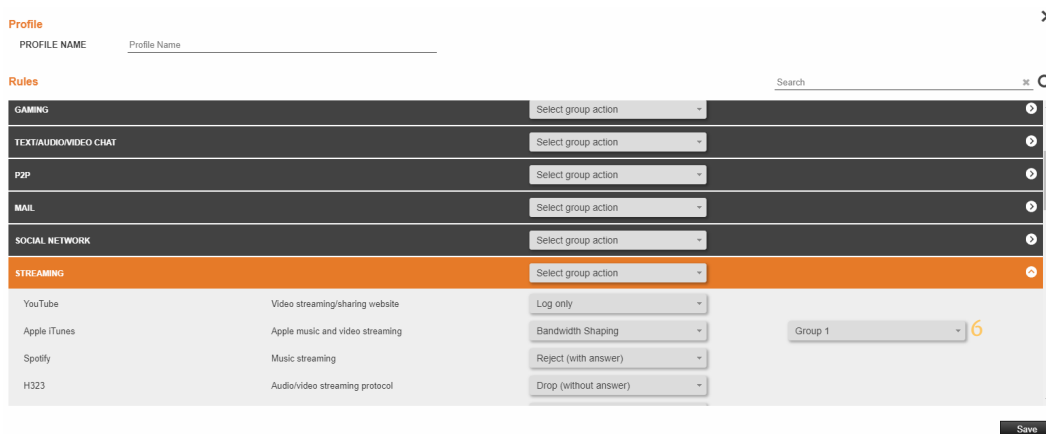 Profile
PROFILE NAME Profile Name
Rules Search
GAMING Select group action
TEXT/AUDIO/VIDEO CHAT Select group action
P2P Select group action
MAIL Select group action
SOCIAL NETWORK Select group action
STREAMING Select group action
YouTube Video streaming/sharing website Log only
Apple iTunes Apple music and video streaming Bandwidth Shaping Group 1 6
Spotify Music streaming Reject (with answer)
H323 Audio/video streaming protocol Drop (without answer)
Save